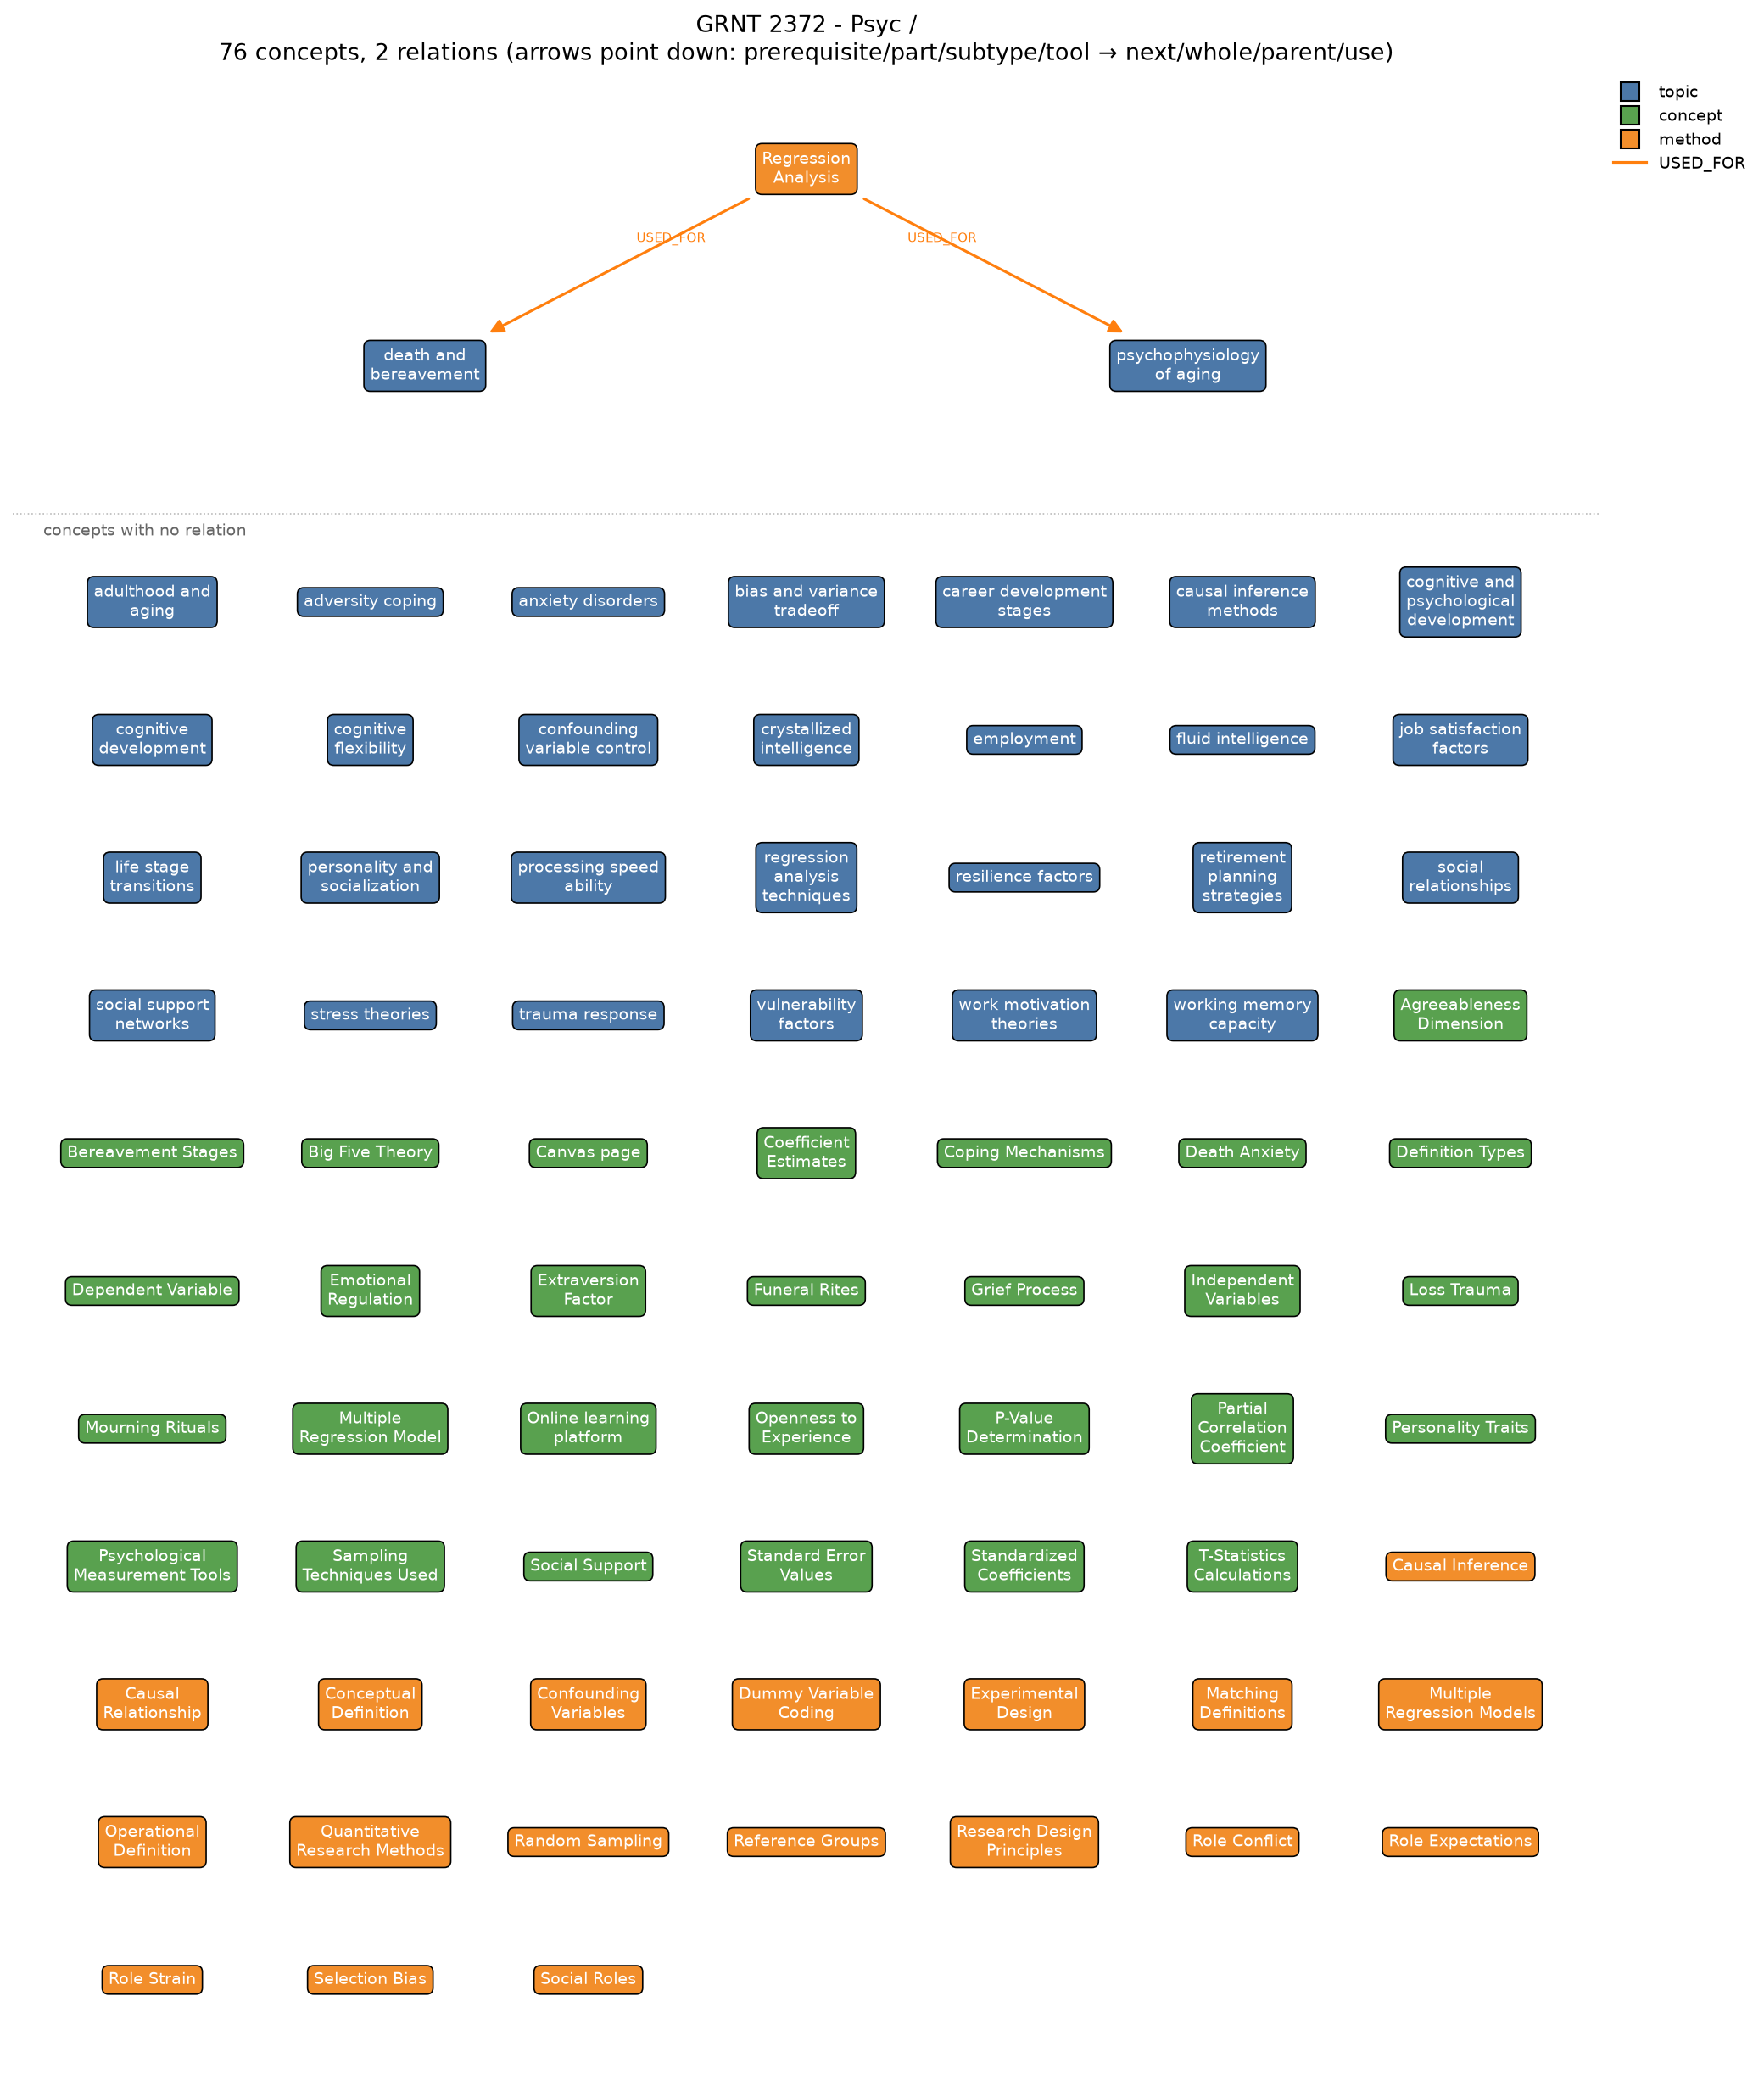 GRNT 2372 - Psyc /
76 concepts, 2 relations (arrows point down: prerequisite/part/subtype/tool → next/whole/parent/use)
topic
concept
method
USED_FOR
Regression
Analysis
USED_FOR
USED_FOR
death and
bereavement
psychophysiology
of aging
concepts with no relation
adulthood and
aging
adversity coping
anxiety disorders
bias and variance
tradeoff
career development
stages
causal inference
methods
cognitive and
psychological
development
cognitive
development
cognitive
flexibility
confounding
variable control
crystallized
intelligence
employment
fluid intelligence
job satisfaction
factors
life stage
transitions
personality and
socialization
processing speed
ability
regression
analysis
techniques
resilience factors
retirement
planning
strategies
social
relationships
social support
networks
stress theories
trauma response
vulnerability
factors
work motivation
theories
working memory
capacity
Agreeableness
Dimension
Bereavement Stages
Big Five Theory
Canvas page
Coefficient
Estimates
Coping Mechanisms
Death Anxiety
Definition Types
Dependent Variable
Emotional
Regulation
Extraversion
Factor
Funeral Rites
Grief Process
Independent
Variables
Loss Trauma
Mourning Rituals
Multiple
Regression Model
Online learning
platform
Openness to
Experience
P-Value
Determination
Partial
Correlation
Coefficient
Personality Traits
Psychological
Measurement Tools
Sampling
Techniques Used
Social Support
Standard Error
Values
Standardized
Coefficients
T-Statistics
Calculations
Causal Inference
Causal
Relationship
Conceptual
Definition
Confounding
Variables
Dummy Variable
Coding
Experimental
Design
Matching
Definitions
Multiple
Regression Models
Operational
Definition
Quantitative
Research Methods
Random Sampling
Reference Groups
Research Design
Principles
Role Conflict
Role Expectations
Role Strain
Selection Bias
Social Roles